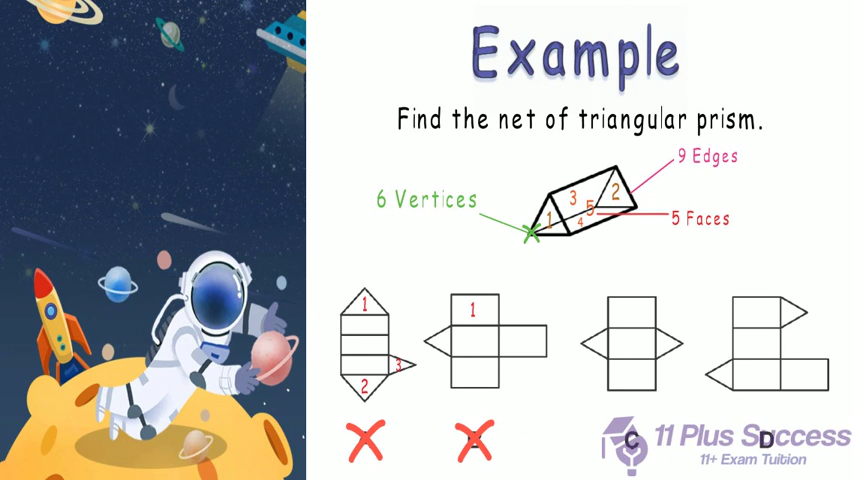 Example
Find the net of triangular prism.
9 Edges
6 Vertices
5 Faces
1
3
5
4
2
1
3
2
1
C
D
11 Plus Success
11+ Exam Tuition